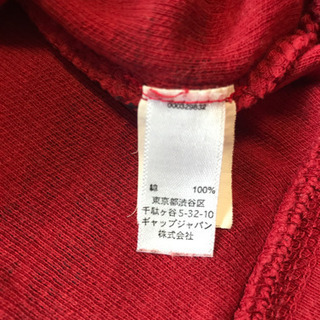 000329832
綿 100%
東京都渋谷区
千駄ヶ谷5-32-10
ギャップジャパン
株式会社